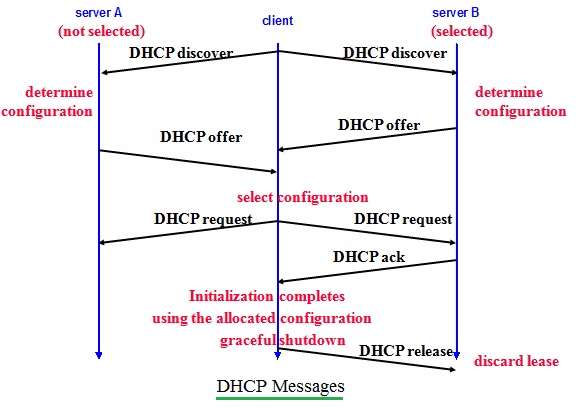 server A
client
server B
(not selected)
(selected)
DHCP discover
DHCP discover
determine
configuration
determine
configuration
DHCP offer
DHCP offer
select configuration
DHCP request
DHCP request
DHCP ack
Initialization completes
using the allocated configuration
graceful shutdown
DHCP release
discard lease
DHCP Messages